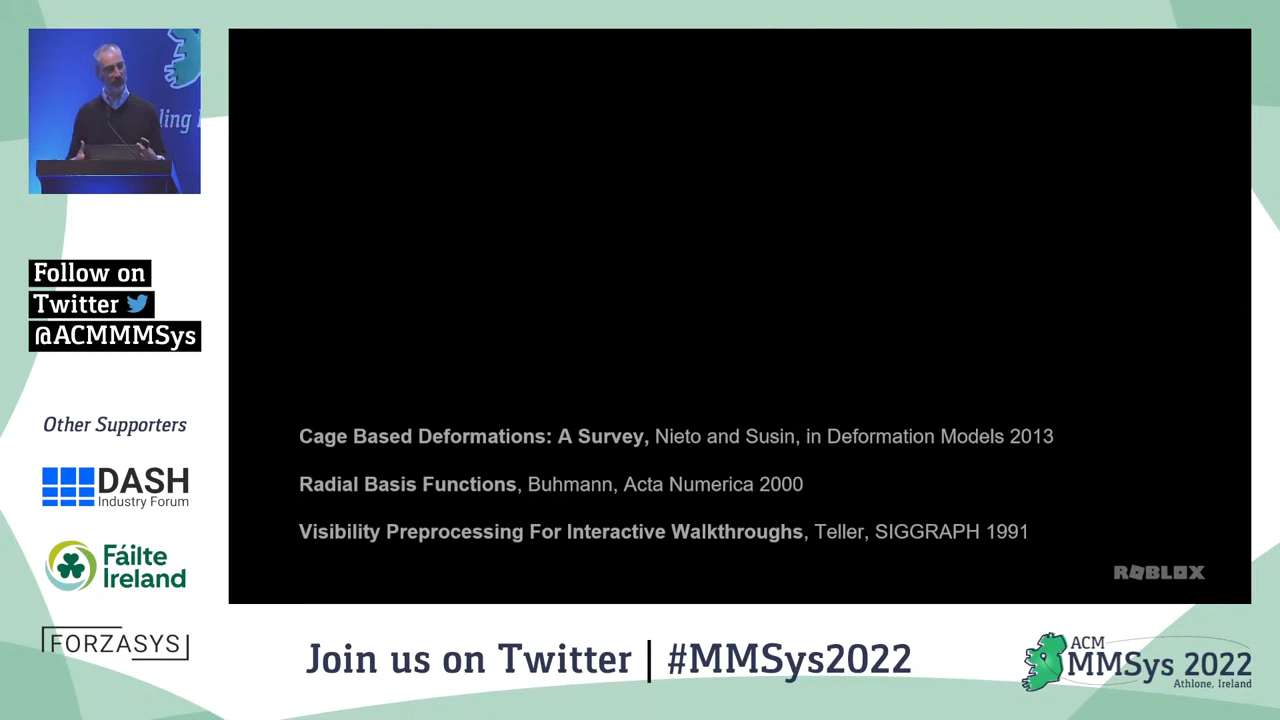 ling
Follow on
Twitter
@ACMMMSys
Other Supporters
DASH
Industry Forum
Fáilte
Ireland
FORZASYS
Cage Based Deformations: A Survey, Nieto and Susin, in Deformation Models 2013
Radial Basis Functions, Buhmann, Acta Numerica 2000
Visibility Preprocessing For Interactive Walkthroughs, Teller, SIGGRAPH 1991
ROBLOX
Join us on Twitter | #MMSys2022
ACM
MMSys 2022
Athlone, Ireland